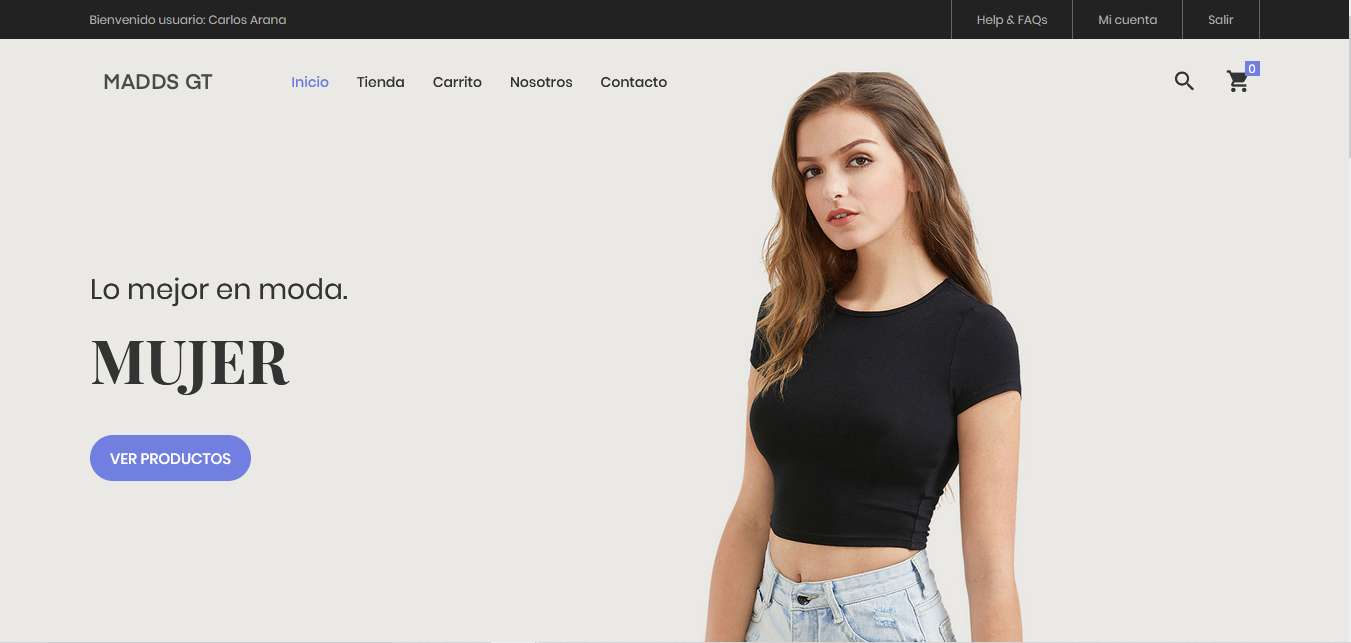 Bienvenido usuario: Carlos Arana
Help & FAQs
Mi cuenta
Salir
MADDS GT
Inicio
Tienda
Carrito
Nosotros
Contacto
0
Lo mejor en moda.
MUJER
VER PRODUCTOS